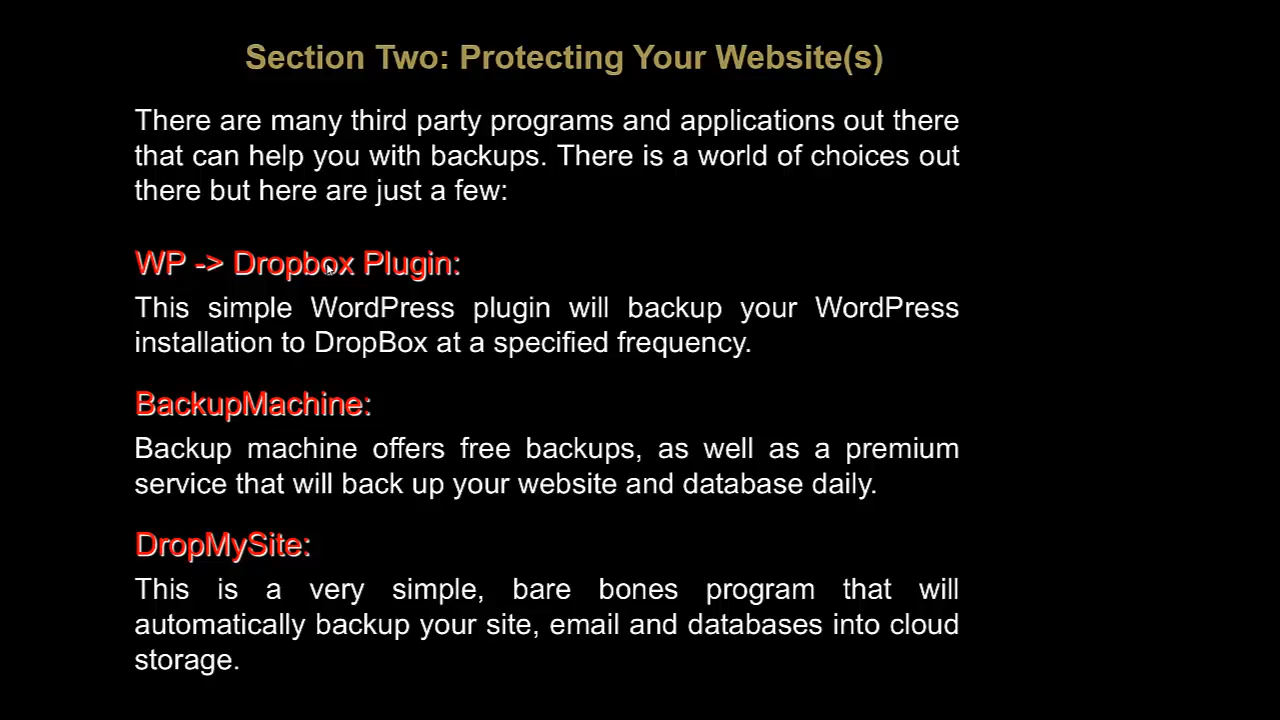 Section Two: Protecting Your Website(s)
There are many third party programs and applications out there
that can help you with backups. There is a world of choices out
there but here are just a few:
WP -> Dropbox Plugin:
This simple WordPress plugin will backup your WordPress
installation to DropBox at a specified frequency.
BackupMachine:
Backup machine offers free backups, as well as a premium
service that will back up your website and database daily.
DropMySite:
This is a very simple, bare bones program that will
automatically backup your site, email and databases into cloud
storage.